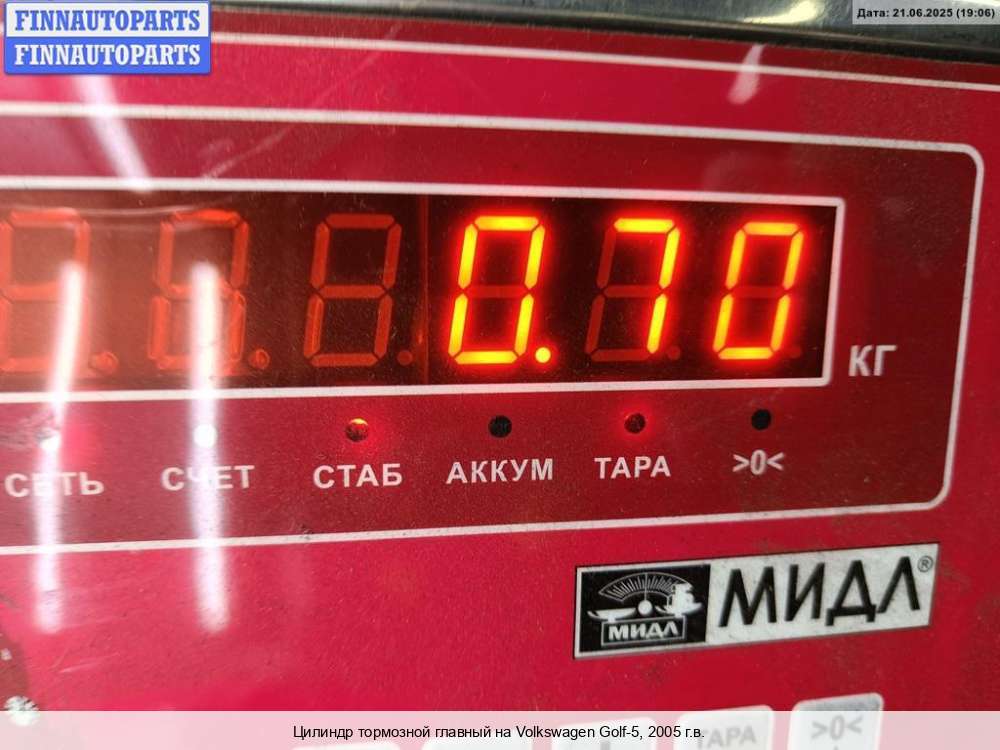 FINNAUTOPARTS
FINNAUTOPARTS
Дата: 21.06.2025 (19:06)
0.70
КГ
СЕТЬ СЧЕТ СТАБ АККУМ ТАРА >0<
МИДЛ МИДЛ®
ТАРА >0<
Цилиндр тормозной главный на Volkswagen Golf-5, 2005 г.в.